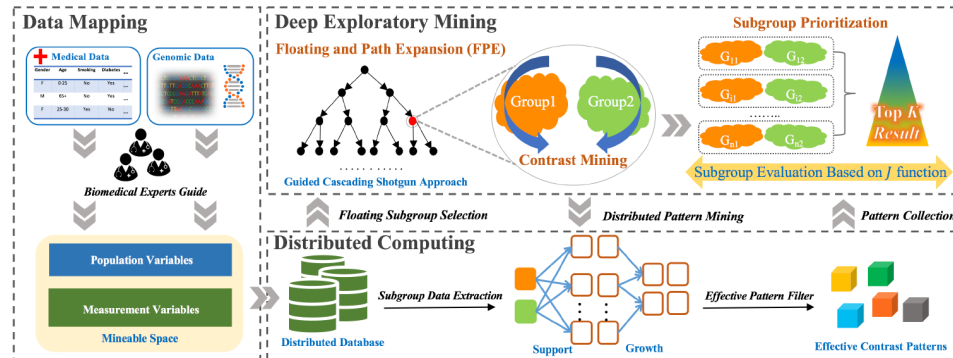 Data Mapping
Medical Data
Gender Age Smoking Diabetes ...
F 0-25 No Yes ...
M 65+ No Yes ...
F 25-30 Yes No ...
Genomic Data
Biomedical Experts Guide
Population Variables
Measurement Variables
Mineable Space
Deep Exploratory Mining
Floating and Path Expansion (FPE)
.........
Guided Cascading Shotgun Approach
Group1
Group2
Contrast Mining
Subgroup Prioritization
G11 G12
Gi1 Gi2
........
Gn1 Gn2
Top K
Result
Subgroup Evaluation Based on J function
Floating Subgroup Selection
Distributed Pattern Mining
Pattern Collection
Distributed Computing
Distributed Database
Subgroup Data Extraction
Support
Growth
Effective Pattern Filter
Effective Contrast Patterns